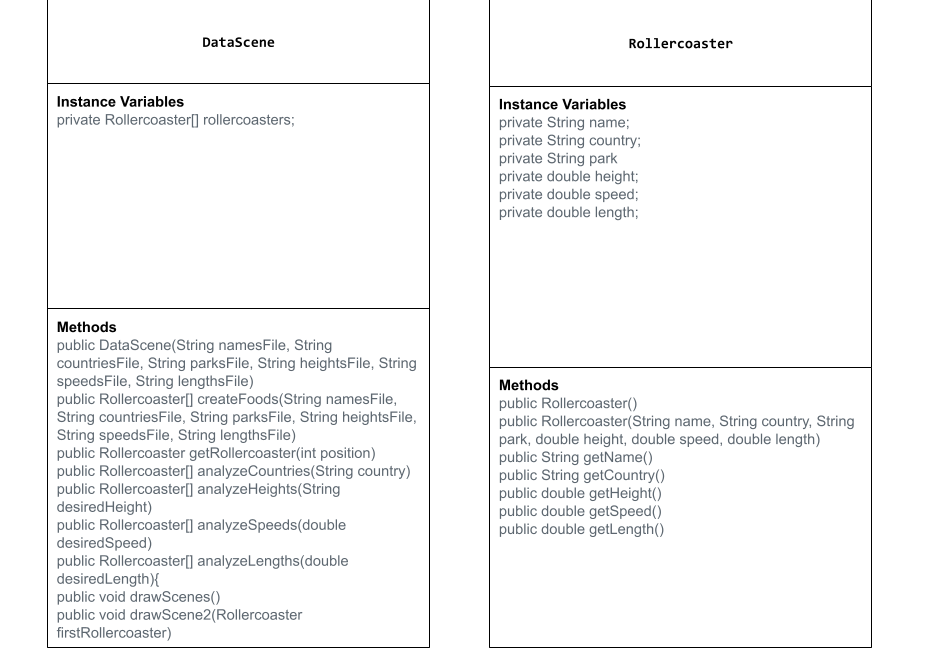 DataScene
Instance Variables
private Rollercoaster[] rollercoasters;
Methods
public DataScene(String namesFile, String
countriesFile, String parksFile, String heightsFile, String
speedsFile, String lengthsFile)
public Rollercoaster[] createFoods(String namesFile,
String countriesFile, String parksFile, String heightsFile,
String speedsFile, String lengthsFile)
public Rollercoaster getRollercoaster(int position)
public Rollercoaster[] analyzeCountries(String country)
public Rollercoaster[] analyzeHeights(String
desiredHeight)
public Rollercoaster[] analyzeSpeeds(double
desiredSpeed)
public Rollercoaster[] analyzeLengths(double
desiredLength){
public void drawScenes()
public void drawScene2(Rollercoaster
firstRollercoaster)
Rollercoaster
Instance Variables
private String name;
private String country;
private String park
private double height;
private double speed;
private double length;
Methods
public Rollercoaster()
public Rollercoaster(String name, String country, String
park, double height, double speed, double length)
public String getName()
public String getCountry()
public double getHeight()
public double getSpeed()
public double getLength()